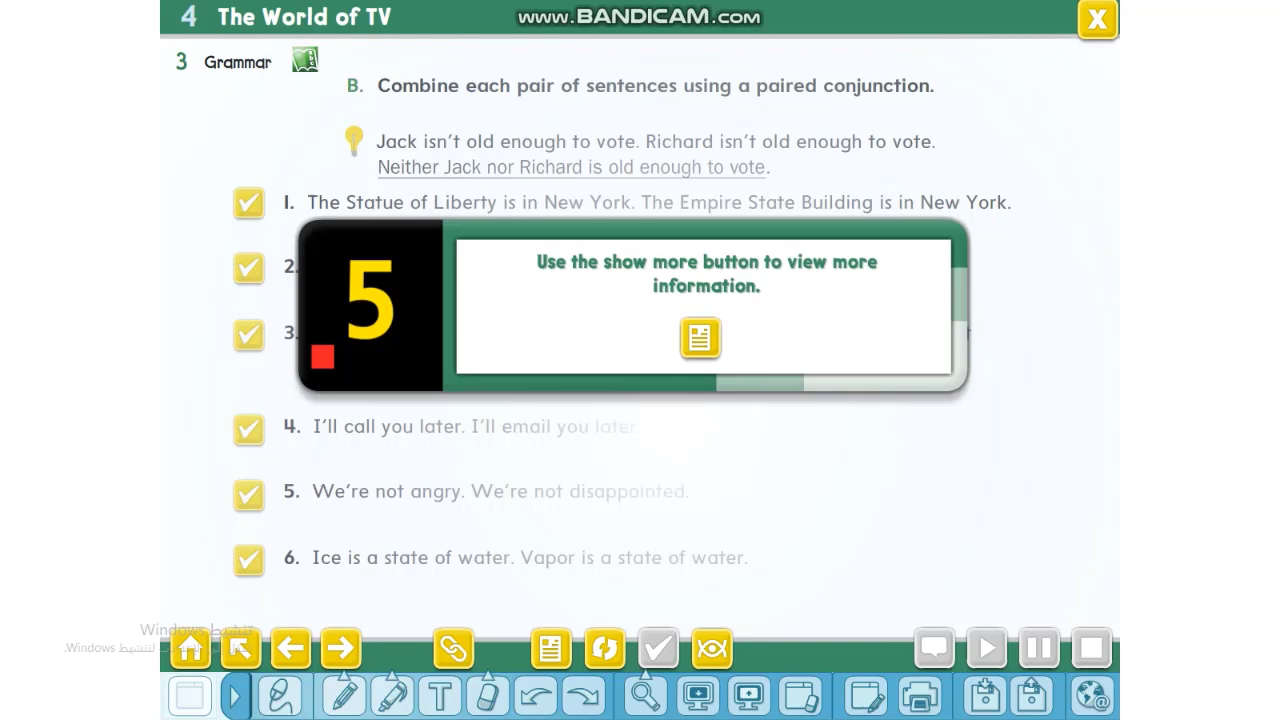 4 The World of TV
www.BANDICAM.com
X
3 Grammar
B. Combine each pair of sentences using a paired conjunction.
Jack isn't old enough to vote. Richard isn't old enough to vote.
Neither Jack nor Richard is old enough to vote.
1. The Statue of Liberty is in New York. The Empire State Building is in New York.
2.
3.
5
Use the show more button to view more
information.
4. I'll call you later. I'll email you later
5. We're not angry. We're not disappointed.
6. Ice is a state of water. Vapor is a state of water.
تنشيط Windows
لتنشيط Windows.
T